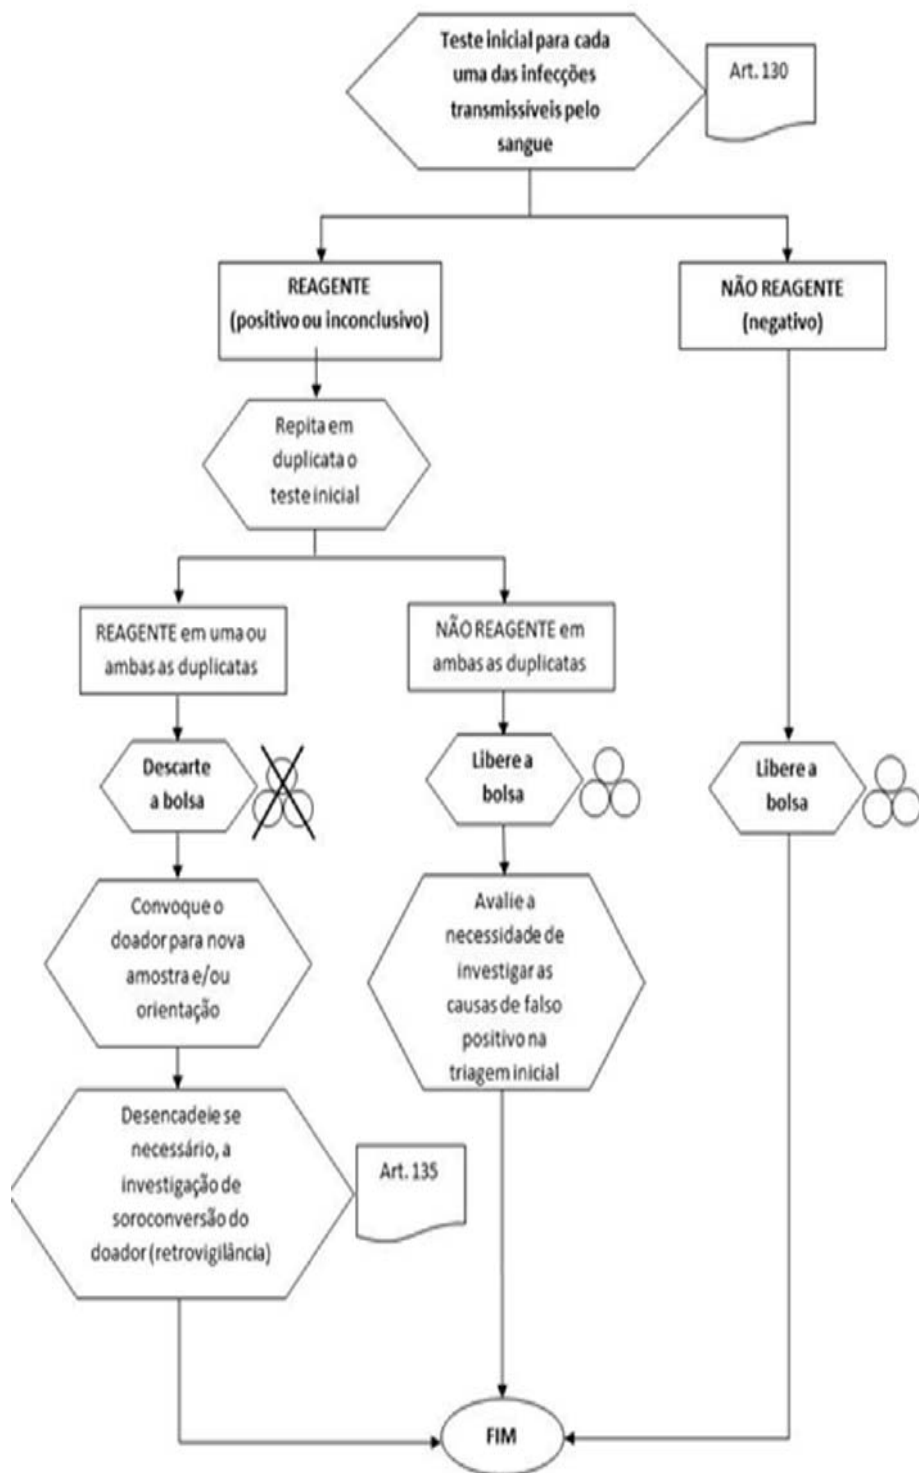 Teste inicial para cada
uma das infecções
transmissíveis pelo
sangue
Art. 130
REAGENTE
(positivo ou inconclusivo)
NÃO REAGENTE
(negativo)
Repita em
duplicata o
teste inicial
REAGENTE em uma ou
ambas as duplicatas
NÃO REAGENTE em
ambas as duplicatas
Descarte
a bolsa
Libere a
bolsa
Libere a
bolsa
Convoque o
doador para nova
amostra e/ou
orientação
Avalie a
necessidade de
investigar as
causas de falso
positivo na
triagem inicial
Desencadeie se
necessário, a
investigação de
soroconversão do
doador (retrovigilância)
Art. 135
FIM